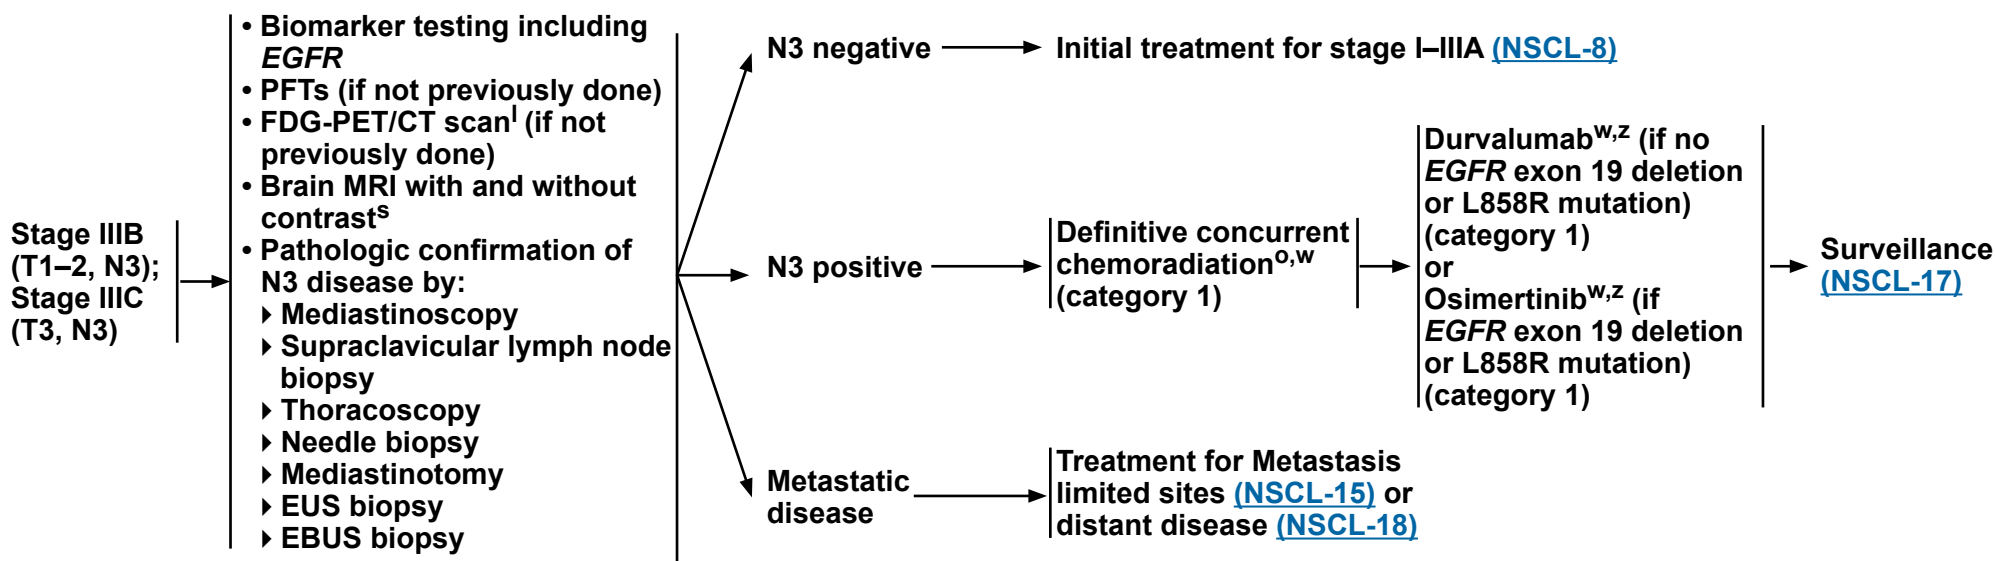 Stage IIIB
(T1–2, N3);
Stage IIIC
(T3, N3)
• Biomarker testing including
EGFR
• PFTs (if not previously done)
• FDG-PET/CT scanˡ (if not
previously done)
• Brain MRI with and without
contrastˢ
• Pathologic confirmation of
N3 disease by:
▸ Mediastinoscopy
▸ Supraclavicular lymph node
biopsy
▸ Thoracoscopy
▸ Needle biopsy
▸ Mediastinotomy
▸ EUS biopsy
▸ EBUS biopsy
N3 negative
Initial treatment for stage I–IIIA (NSCL-8)
N3 positive
Definitive concurrent
chemoradiationᵒ,ʷ
(category 1)
Durvalumabʷ,ᶻ (if no
EGFR exon 19 deletion
or L858R mutation)
(category 1)
or
Osimertinibʷ,ᶻ (if
EGFR exon 19 deletion
or L858R mutation)
(category 1)
Surveillance
(NSCL-17)
Metastatic
disease
Treatment for Metastasis
limited sites (NSCL-15) or
distant disease (NSCL-18)